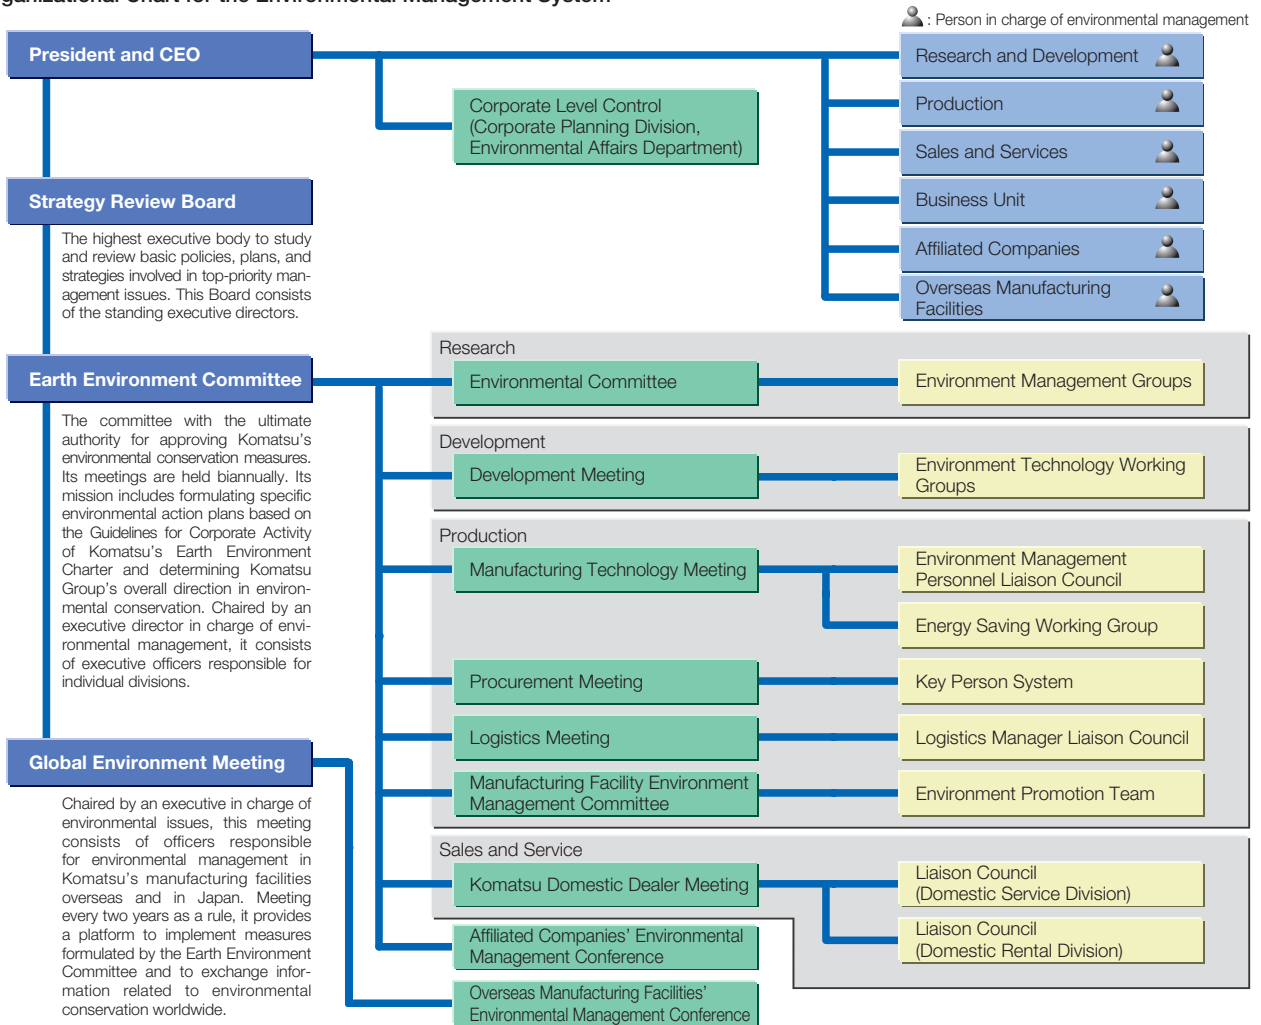 ganizational Chart for the Environmental Management System
: Person in charge of environmental management
President and CEO
Corporate Level Control
(Corporate Planning Division,
Environmental Affairs Department)
Research and Development
Production
Sales and Services
Business Unit
Affiliated Companies
Overseas Manufacturing
Facilities
Strategy Review Board
The highest executive body to study
and review basic policies, plans, and
strategies involved in top-priority man-
agement issues. This Board consists
of the standing executive directors.
Earth Environment Committee
The committee with the ultimate
authority for approving Komatsu's
environmental conservation measures.
Its meetings are held biannually. Its
mission includes formulating specific
environmental action plans based on
the Guidelines for Corporate Activity
of Komatsu's Earth Environment
Charter and determining Komatsu
Group's overall direction in environ-
mental conservation. Chaired by an
executive director in charge of envi-
ronmental management, it consists
of executive officers responsible for
individual divisions.
Research
Environmental Committee
Environment Management Groups
Development
Development Meeting
Environment Technology Working
Groups
Production
Manufacturing Technology Meeting
Environment Management
Personnel Liaison Council
Energy Saving Working Group
Procurement Meeting
Key Person System
Logistics Meeting
Logistics Manager Liaison Council
Manufacturing Facility Environment
Management Committee
Environment Promotion Team
Sales and Service
Komatsu Domestic Dealer Meeting
Liaison Council
(Domestic Service Division)
Liaison Council
(Domestic Rental Division)
Affiliated Companies' Environmental
Management Conference
Global Environment Meeting
Chaired by an executive in charge of
environmental issues, this meeting
consists of officers responsible
for environmental management in
Komatsu's manufacturing facilities
overseas and in Japan. Meeting
every two years as a rule, it provides
a platform to implement measures
formulated by the Earth Environment
Committee and to exchange infor-
mation related to environmental
conservation worldwide.
Overseas Manufacturing Facilities'
Environmental Management Conference